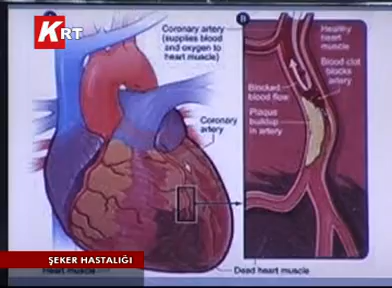 KRT
Coronary artery
(supplies blood
and oxygen to
heart muscle)
Coronary
artery
B
Healthy
heart
muscle
Blood clot
blocks
artery
Blocked
blood flow
Plaque
buildup
in artery
Dead heart muscle
ŞEKER HASTALIĞI
Heart muscle